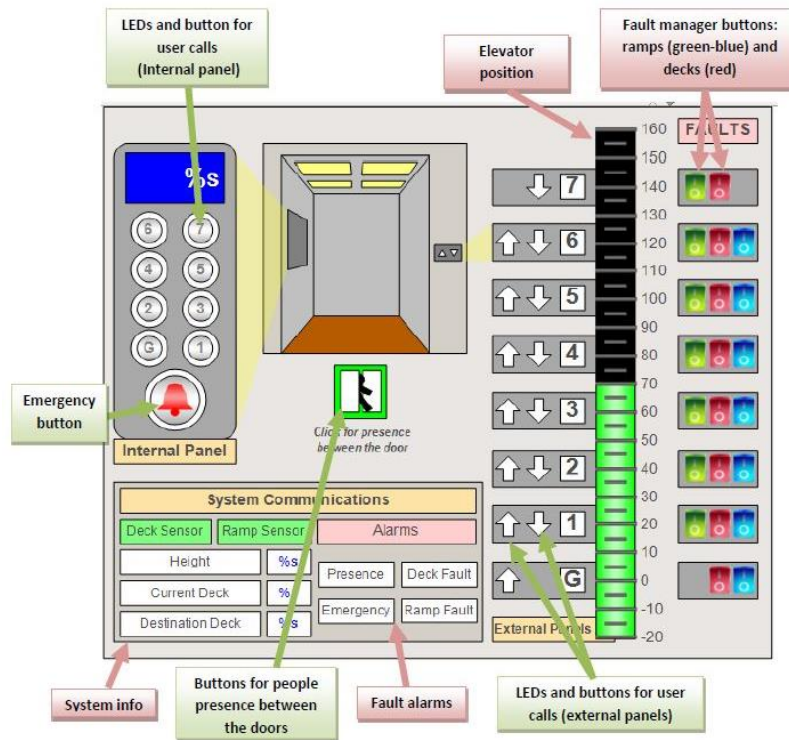 LEDs and button for
user calls
(Internal panel)
Elevator
position
Fault manager buttons:
ramps (green-blue) and
decks (red)
%s
6
7
4
5
2
3
G
1
Emergency
button
Internal Panel
Click for presence
between the door
7
6
5
4
3
2
1
G
External Panels
160
150
140
130
120
110
100
90
80
70
60
50
40
30
20
10
0
-10
-20
FAULTS
System Communications
Deck Sensor
Ramp Sensor
Alarms
Height
%s
Current Deck
%s
Destination Deck
%s
Presence
Deck Fault
Emergency
Ramp Fault
System info
Buttons for people
presence between
the doors
Fault alarms
LEDs and buttons for user
calls (external panels)